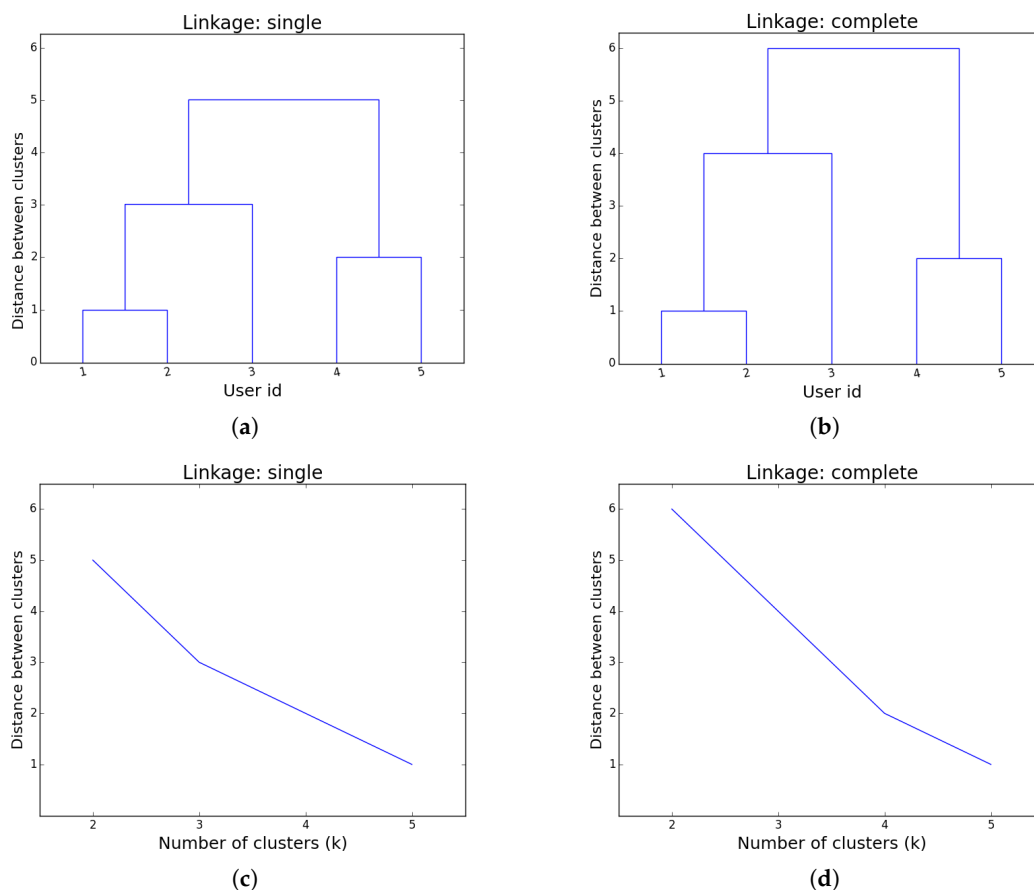 Linkage: single
Distance between clusters
6
5
4
3
2
1
0
1 2 3 4 5
User id
(a)
Linkage: complete
Distance between clusters
6
5
4
3
2
1
0
1 2 3 4 5
User id
(b)
Linkage: single
Distance between clusters
6
5
4
3
2
1
2 3 4 5
Number of clusters (k)
(c)
Linkage: complete
Distance between clusters
6
5
4
3
2
1
2 3 4 5
Number of clusters (k)
(d)